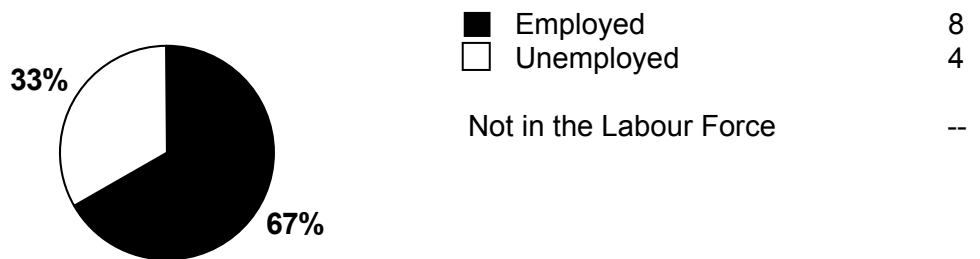 Employed 8
Unemployed 4
33%
Not in the Labour Force --
67%